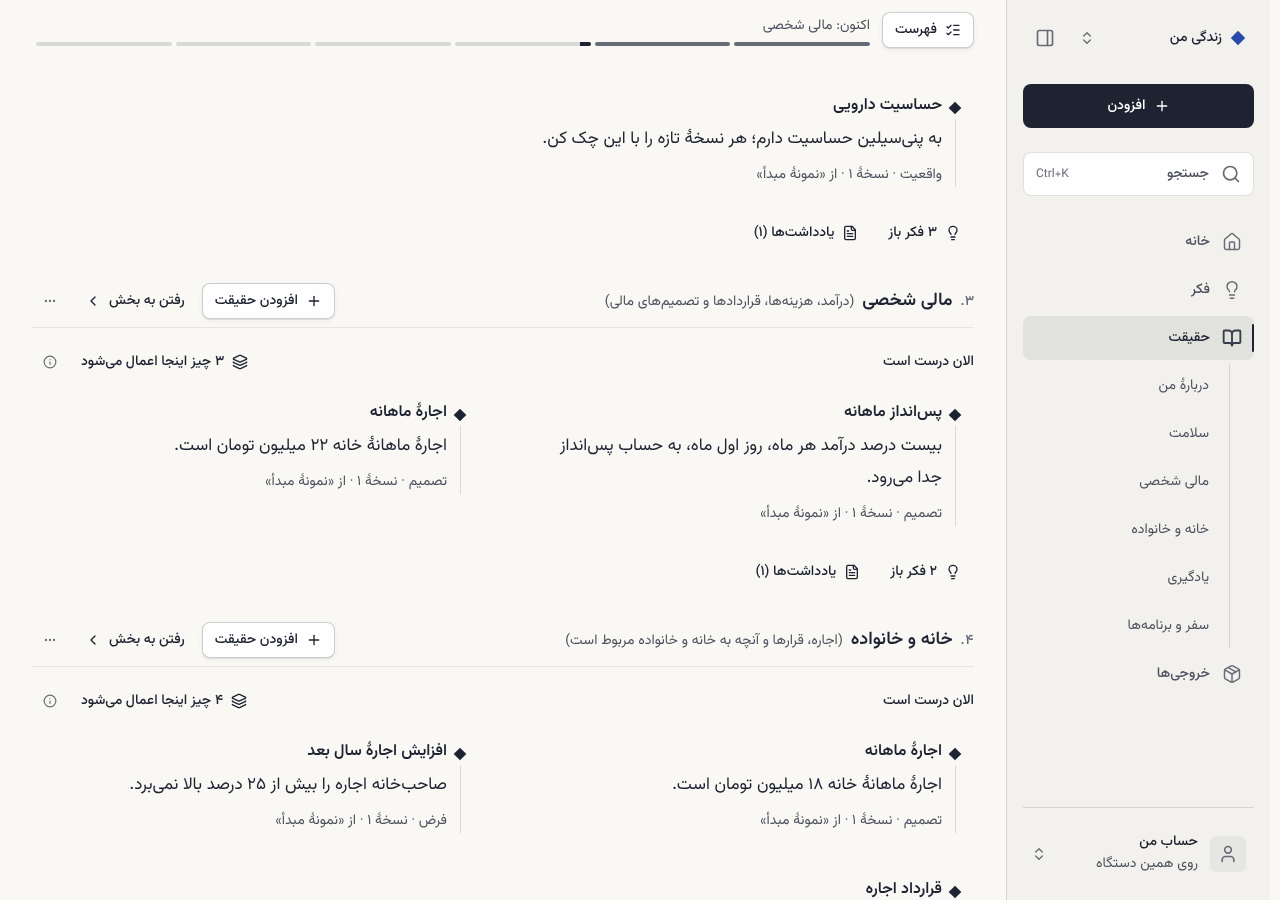 زندگی من
افزودن
جستجو
Ctrl+K
خانه
فکر
حقیقت
دربارهٔ من
سلامت
مالی شخصی
خانه و خانواده
یادگیری
سفر و برنامه‌ها
خروجی‌ها
حساب من
روی همین دستگاه
فهرست
اکنون: مالی شخصی
حساسیت دارویی
به پنی‌سیلین حساسیت دارم؛ هر نسخهٔ تازه را با این چک کن.
واقعیت · نسخهٔ ۱ · از «نمونهٔ مبدأ»
۳ فکر باز
یادداشت‌ها (۱)
۳. مالی شخصی (درآمد، هزینه‌ها، قراردادها و تصمیم‌های مالی)
افزودن حقیقت
رفتن به بخش
الان درست است
۳ چیز اینجا اعمال می‌شود
پس‌انداز ماهانه
بیست درصد درآمد هر ماه، روز اول ماه، به حساب پس‌انداز
جدا می‌رود.
تصمیم · نسخهٔ ۱ · از «نمونهٔ مبدأ»
اجارهٔ ماهانه
اجارهٔ ماهانهٔ خانه ۲۲ میلیون تومان است.
تصمیم · نسخهٔ ۱ · از «نمونهٔ مبدأ»
۲ فکر باز
یادداشت‌ها (۱)
۴. خانه و خانواده (اجاره، قرارها و آنچه به خانه و خانواده مربوط است)
افزودن حقیقت
رفتن به بخش
الان درست است
۴ چیز اینجا اعمال می‌شود
اجارهٔ ماهانه
اجارهٔ ماهانهٔ خانه ۱۸ میلیون تومان است.
تصمیم · نسخهٔ ۱ · از «نمونهٔ مبدأ»
افزایش اجارهٔ سال بعد
صاحب‌خانه اجاره را بیش از ۲۵ درصد بالا نمی‌برد.
فرض · نسخهٔ ۱ · از «نمونهٔ مبدأ»
قرارداد اجاره